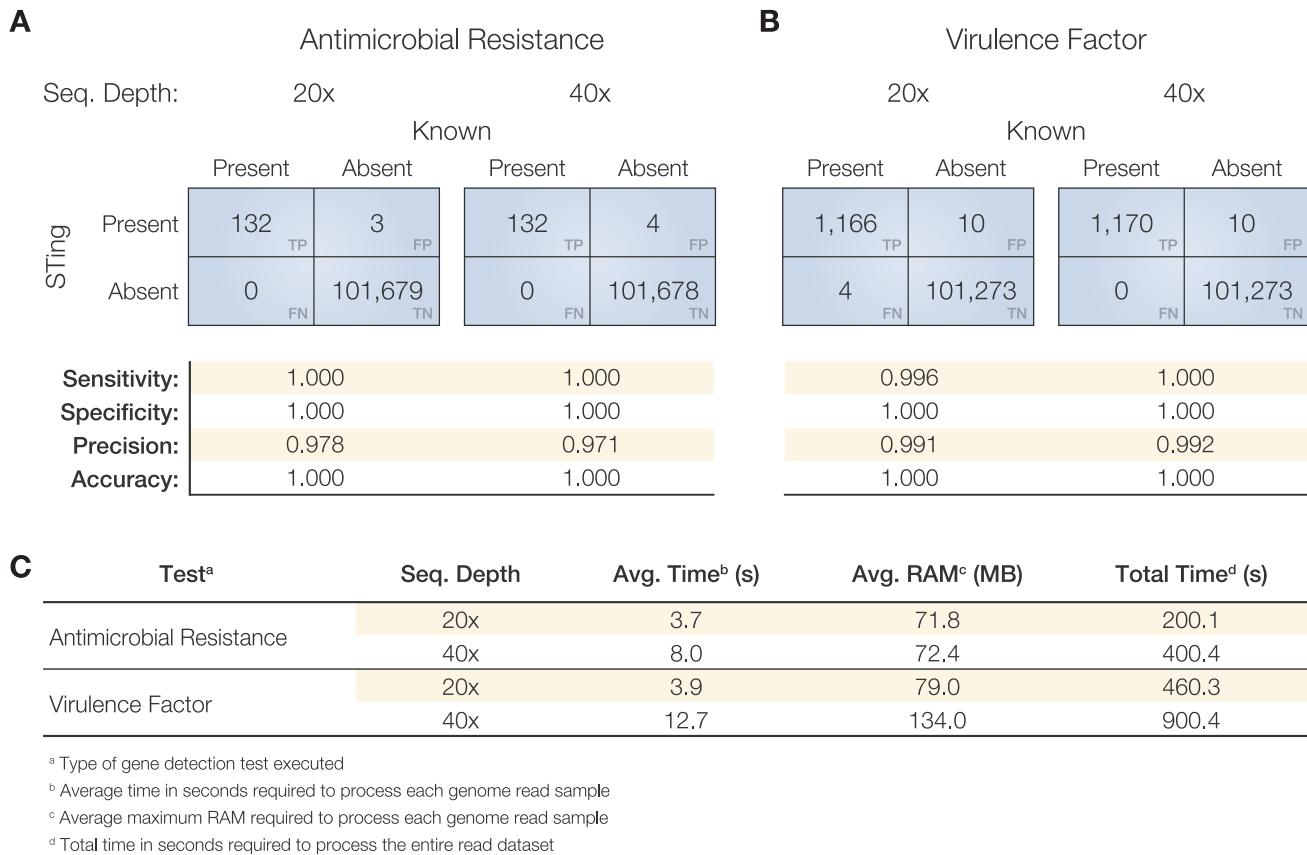 A
Antimicrobial Resistance
B
Virulence Factor
Seq. Depth: 20x 40x 20x 40x
Known Known
Present Absent Present Absent Present Absent Present Absent
STing
Present 132 TP 3 FP 132 TP 4 FP 1,166 TP 10 FP 1,170 TP 10 FP
Absent 0 FN 101,679 TN 0 FN 101,678 TN 4 FN 101,273 TN 0 FN 101,273 TN
Sensitivity: 1.000 1.000 0.996 1.000
Specificity: 1.000 1.000 1.000 1.000
Precision: 0.978 0.971 0.991 0.992
Accuracy: 1.000 1.000 1.000 1.000
C
Testᵃ Seq. Depth Avg. Timeᵇ (s) Avg. RAMᶜ (MB) Total Timeᵈ (s)
Antimicrobial Resistance
20x 3.7 71.8 200.1
40x 8.0 72.4 400.4
Virulence Factor
20x 3.9 79.0 460.3
40x 12.7 134.0 900.4
ᵃ Type of gene detection test executed
ᵇ Average time in seconds required to process each genome read sample
ᶜ Average maximum RAM required to process each genome read sample
ᵈ Total time in seconds required to process the entire read dataset